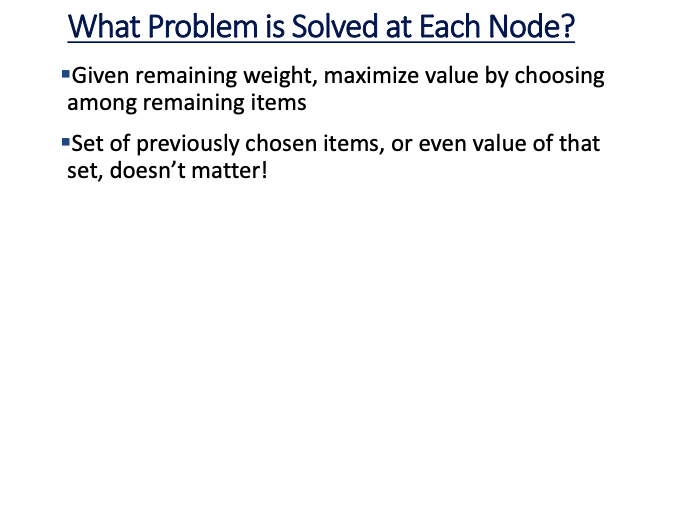 What Problem is Solved at Each Node?
▪Given remaining weight, maximize value by choosing
among remaining items
▪Set of previously chosen items, or even value of that
set, doesn’t matter!